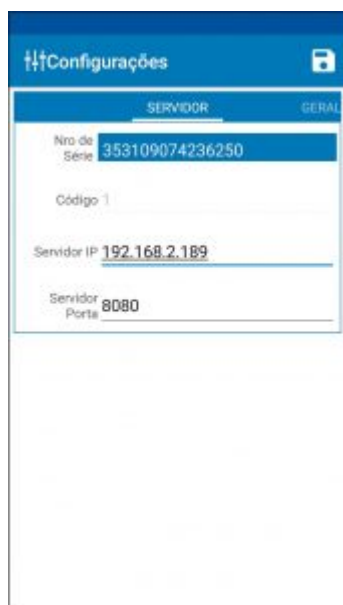 Configurações
SERVIDOR GERAL
Nro de
Série 353109074236250
Código 1
Servidor IP 192.168.2.189
Servidor
Porta 8080